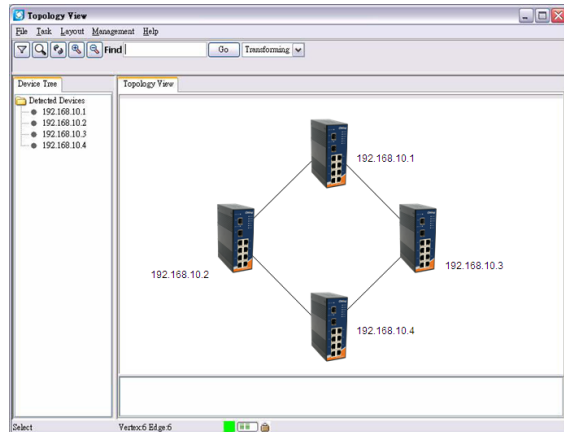 Topology View
File Task Layout Management Help
Find Go Transforming
Device Tree
Topology View
Detected Devices
192.168.10.1
192.168.10.2
192.168.10.3
192.168.10.4
192.168.10.1
192.168.10.2
192.168.10.3
192.168.10.4
Select Vertex:6 Edge:6